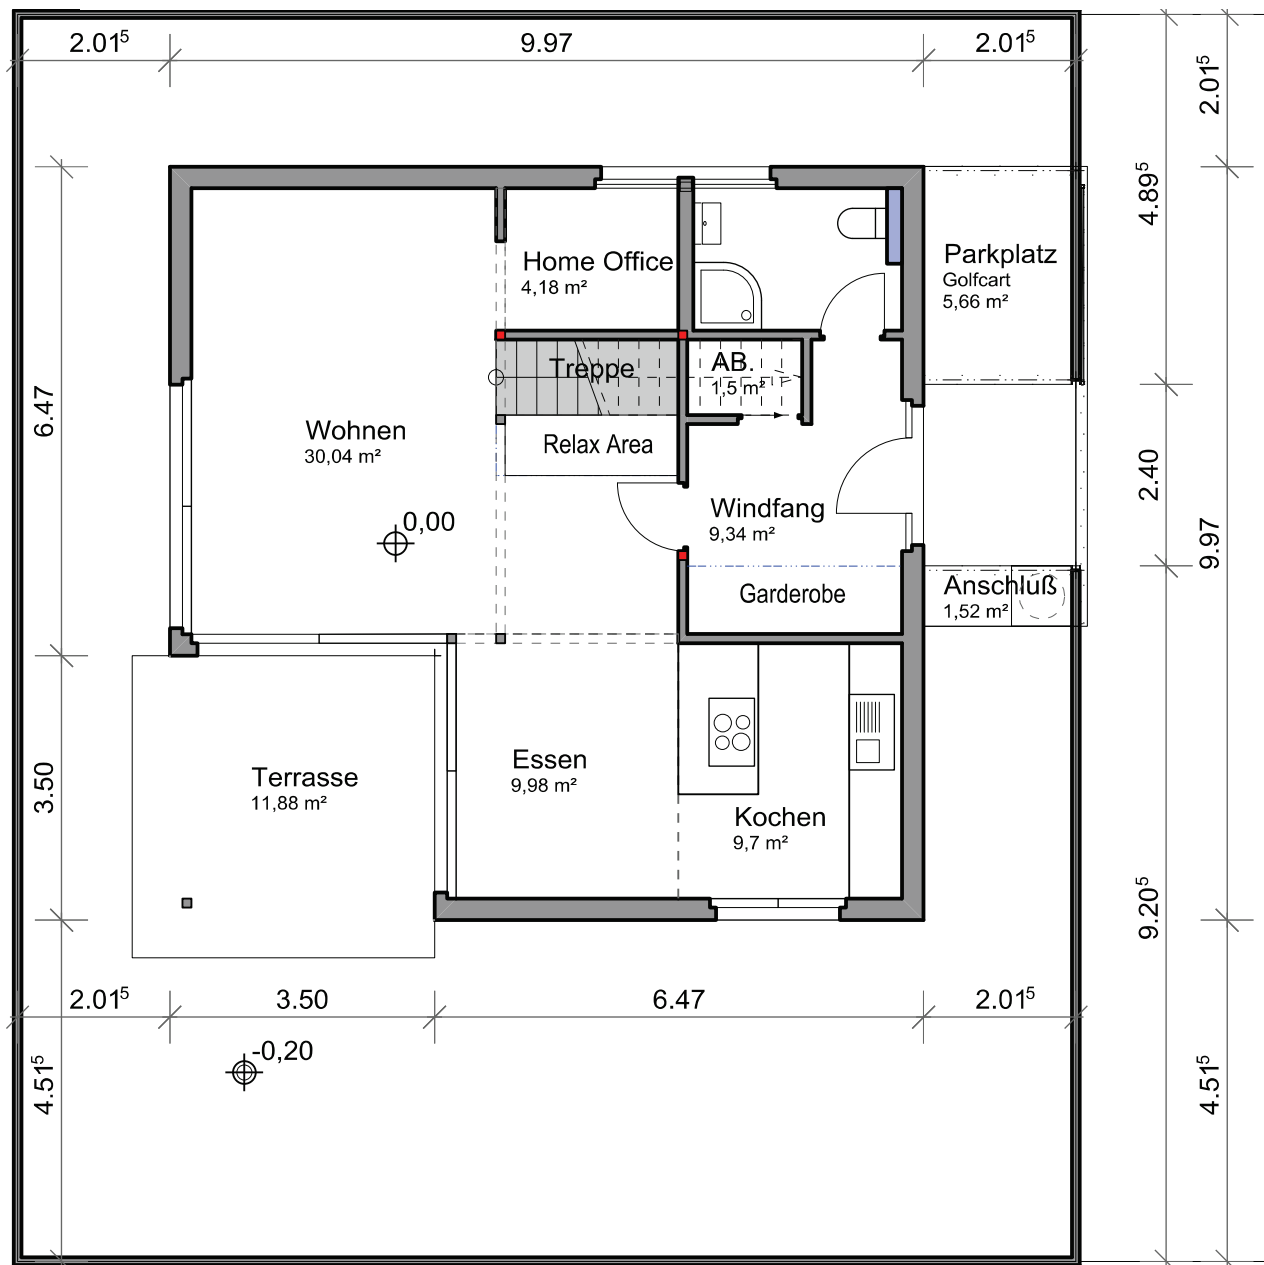 2.01⁵ 9.97 2.01⁵
2.01⁵
4.89⁵
Home Office
4,18 m²
Parkplatz
Golfcart
5,66 m²
Treppe
AB.
1,5 m²
6.47
Wohnen
30,04 m²
Relax Area
2.40
0,00
Windfang
9,34 m²
9.97
Garderobe
Anschluß
1,52 m²
3.50
Terrasse
11,88 m²
Essen
9,98 m²
Kochen
9,7 m²
9.20⁵
2.01⁵ 3.50 6.47 2.01⁵
-0,20
4.51⁵
4.51⁵